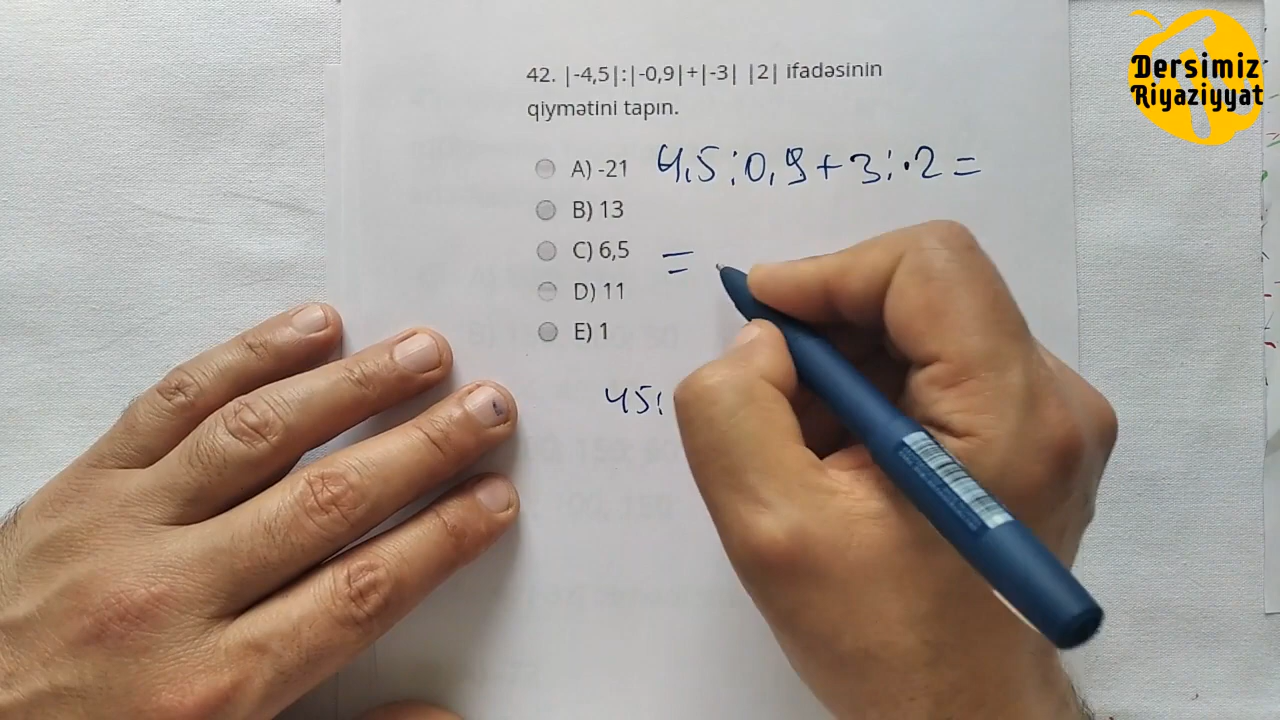 Dersimiz
Riyaziyyat
42. |-4,5|:|-0,9|+|-3| |2| ifadəsinin
qiymətini tapın.
A) -21
4,5:0,9+3:·2=
B) 13
C) 6,5
=
D) 11
E) 1
45: